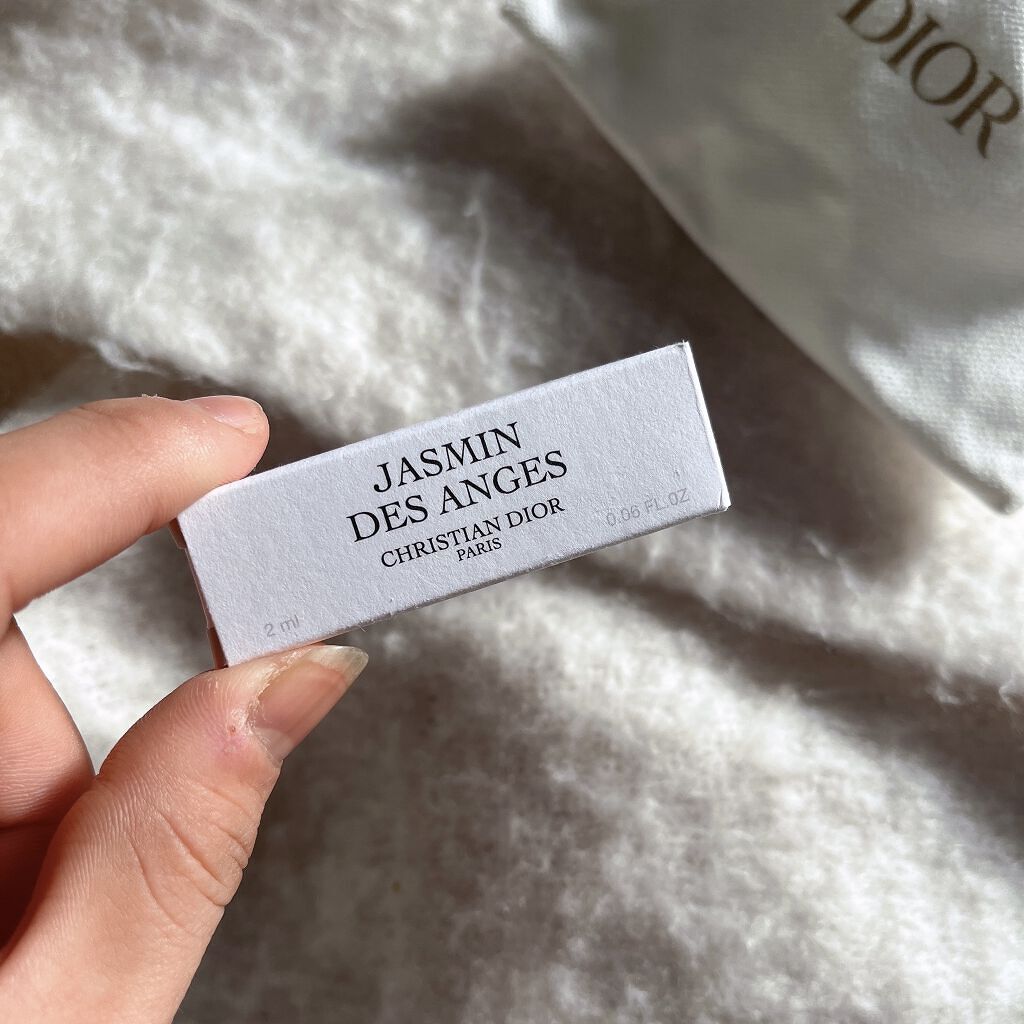 DIOR
JASMIN
DES ANGES
CHRISTIAN DIOR
PARIS
2 ml
0.06 FL.OZ